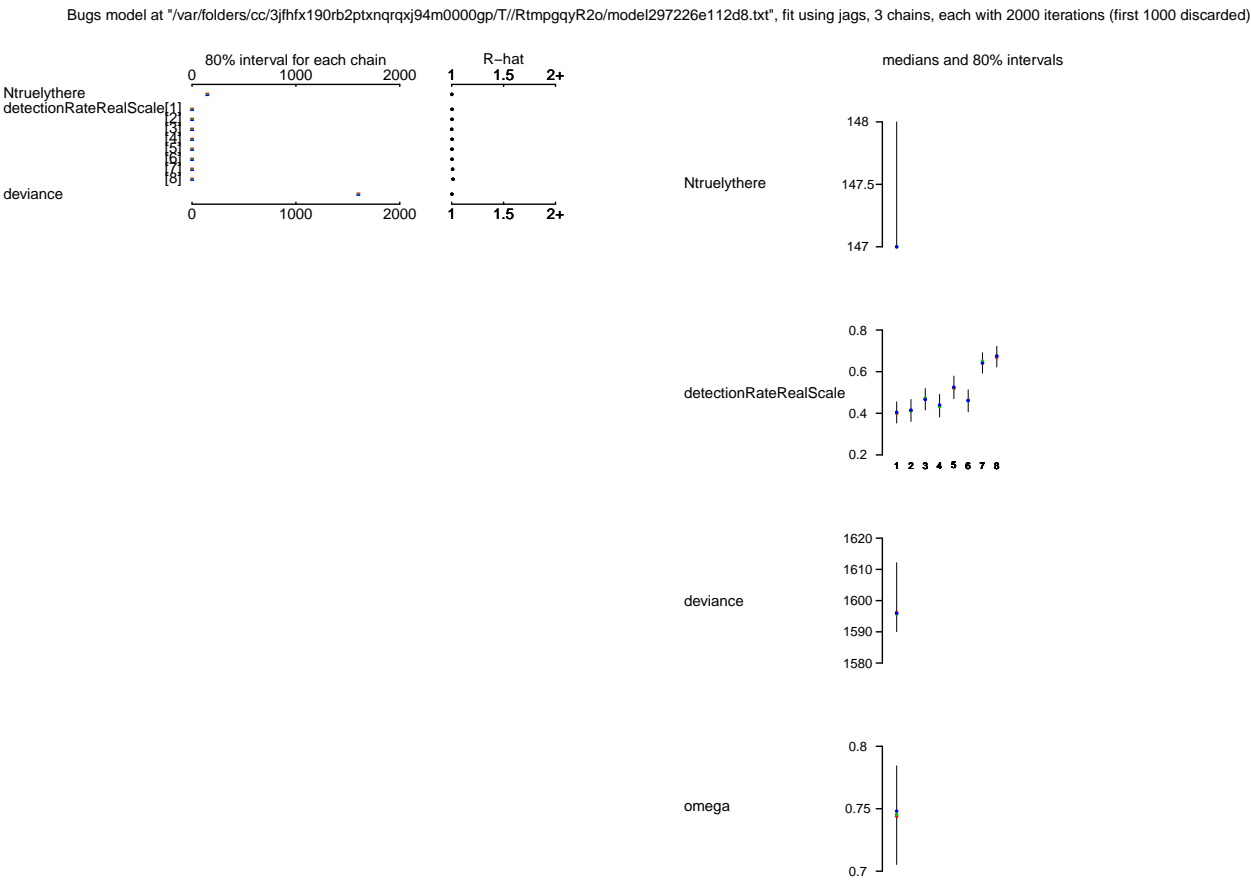 Bugs model at "/var/folders/cc/3jfhfx190rb2ptxnqrqxj94m0000gp/T//RtmpgqyR2o/model297226e112d8.txt", fit using jags, 3 chains, each with 2000 iterations (first 1000 discarded)
80% interval for each chain R−hat
0 1000 2000 1 1.5 2+
Ntruelythere
detectionRateRealScale[1]
[2]
[3]
[4]
[5]
[6]
[7]
[8]
deviance
0 1000 2000 1 1.5 2+
medians and 80% intervals
148
Ntruelythere 147.5
147
0.8
0.6
detectionRateRealScale
0.4
0.2
1 2 3 4 5 6 7 8
1620
1610
deviance 1600
1590
1580
0.8
omega 0.75
0.7